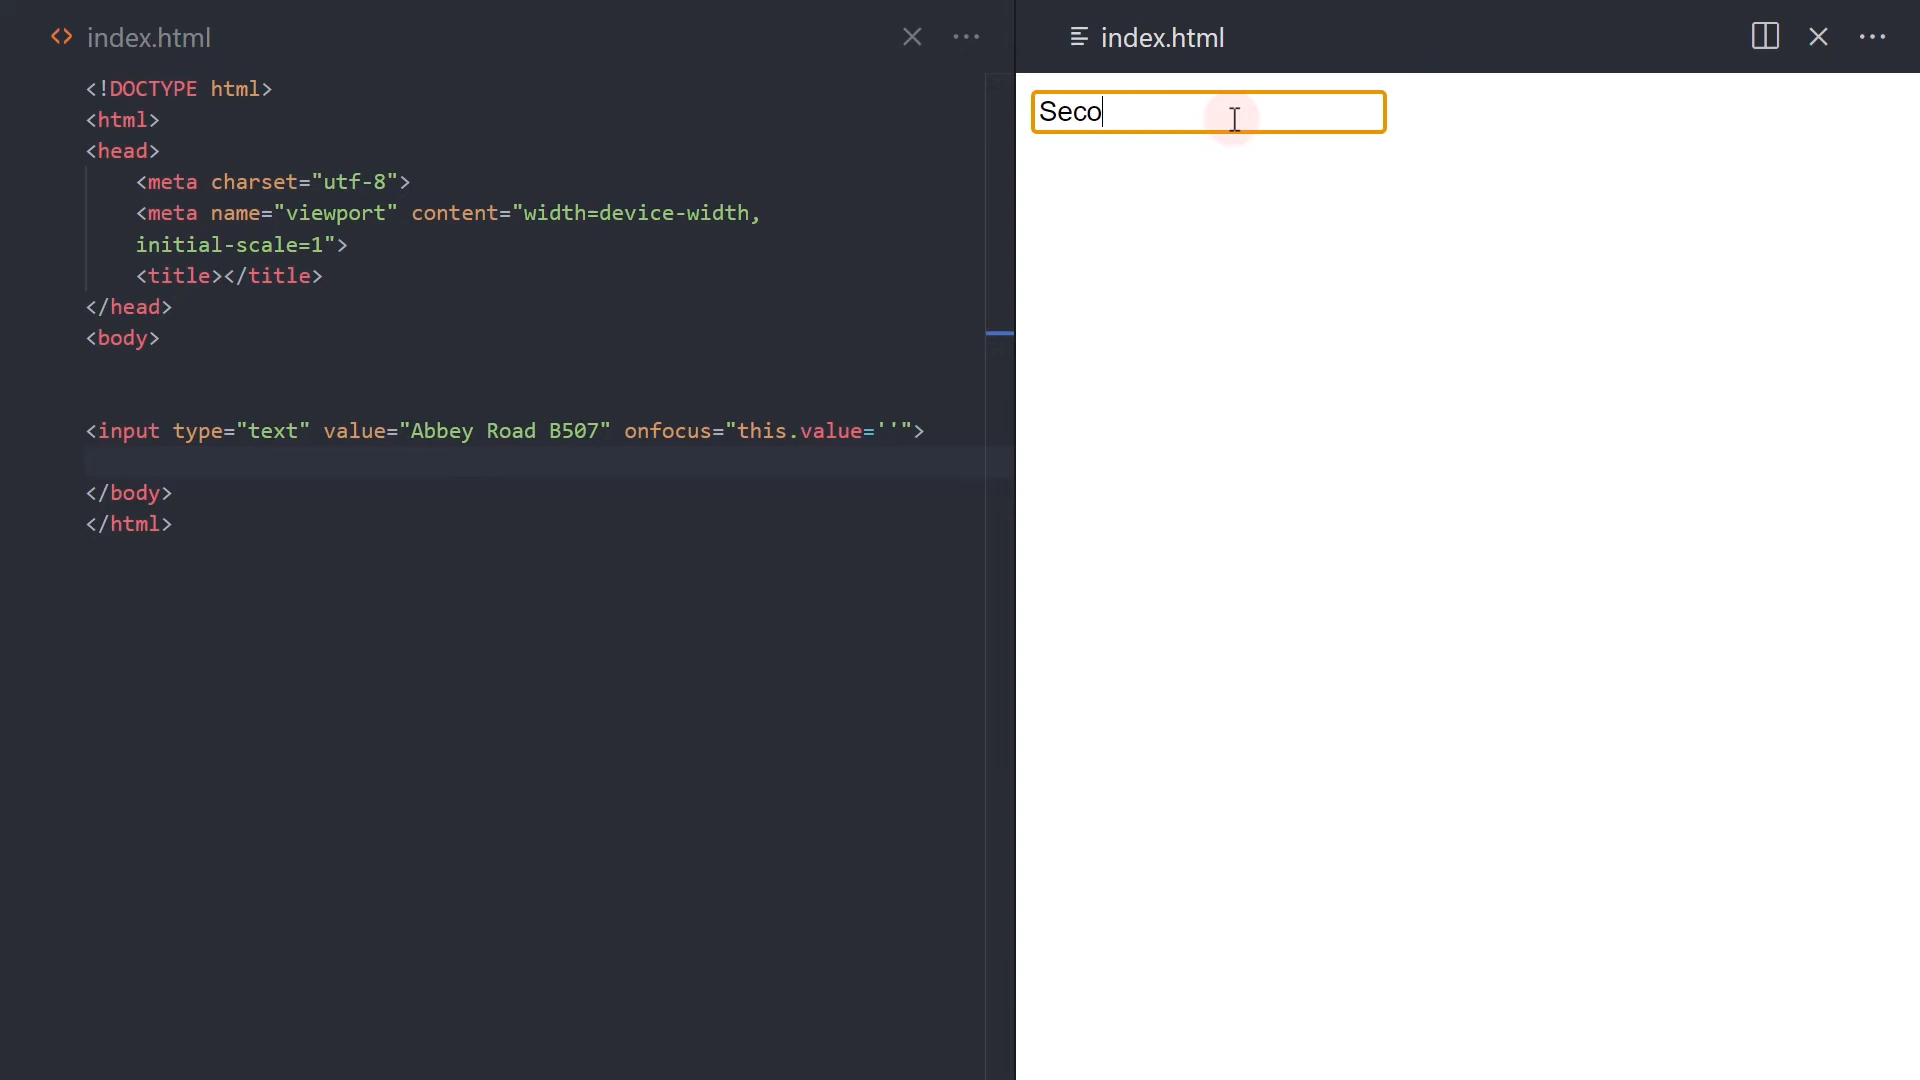 index.html
<!DOCTYPE html>
<html>
<head>
<meta charset="utf-8">
<meta name="viewport" content="width=device-width,
initial-scale=1">
<title></title>
</head>
<body>
<input type="text" value="Abbey Road B507" onfocus="this.value=''">
</body>
</html>
index.html
Seco